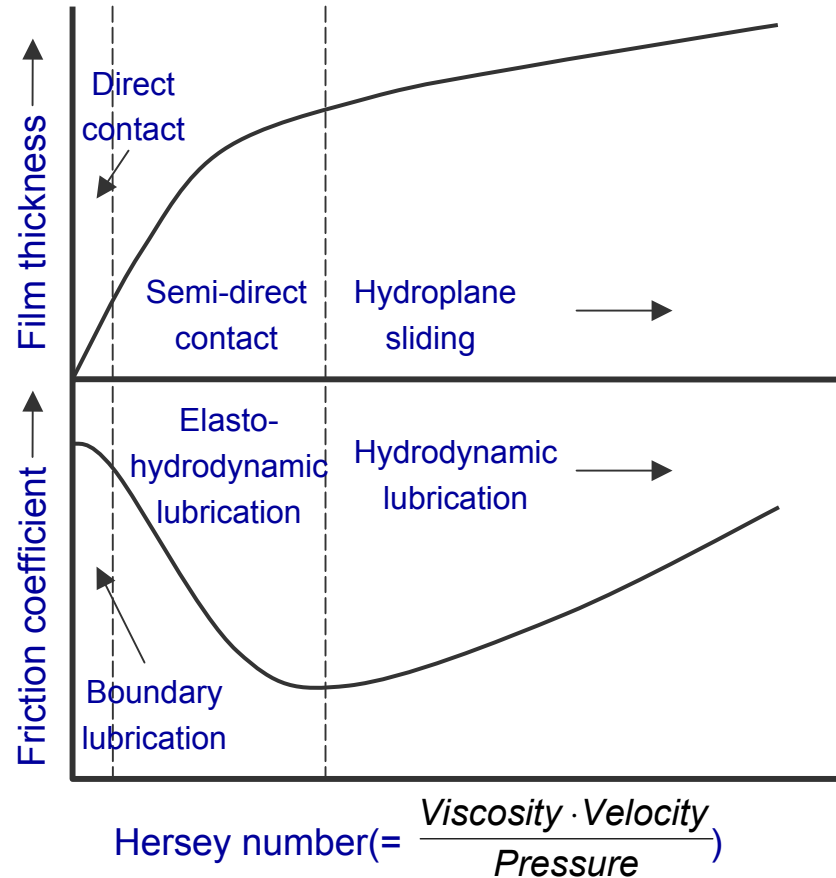 Film thickness
Direct
contact
Semi-direct
contact
Hydroplane
sliding
Friction coefficient
Elasto-
hydrodynamic
lubrication
Hydrodynamic
lubrication
Boundary
lubrication
Hersey number(= Viscosity · Velocity / Pressure)